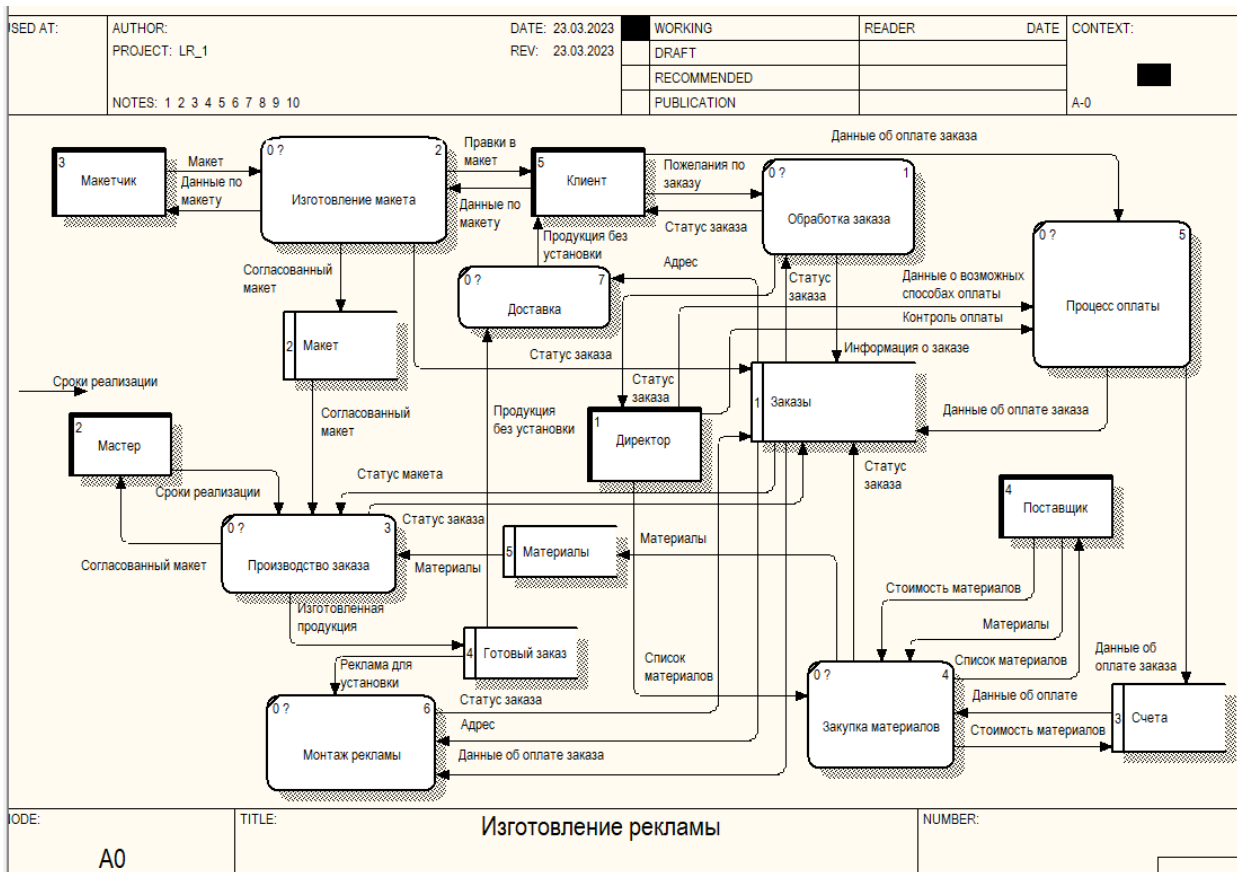 USED AT:
AUTHOR:
DATE: 23.03.2023
WORKING
READER
DATE
CONTEXT:
PROJECT: LR_1
REV: 23.03.2023
DRAFT
RECOMMENDED
NOTES: 1 2 3 4 5 6 7 8 9 10
PUBLICATION
A-0
Данные об оплате заказа
3
Макетчик
Макет
Данные по
макету
0 ?
2
Изготовление макета
Правки в
макет
Данные по
макету
5
Клиент
Пожелания по
заказу
Статус заказа
0 ?
1
Обработка заказа
0 ?
5
Процесс оплаты
Продукция без
установки
Адрес
Согласованный
макет
0 ?
7
Доставка
Статус
заказа
Данные о возможных
способах оплаты
Контроль оплаты
2
Макет
Статус заказа
Информация о заказе
Сроки реализации
Статус
заказа
1
Заказы
Согласованный
макет
Продукция
без установки
1
Директор
Данные об оплате заказа
2
Мастер
Статус макета
Статус
заказа
Сроки реализации
4
Поставщик
0 ?
3
Производство заказа
Статус заказа
5
Материалы
Материалы
Материалы
Согласованный макет
Стоимость материалов
Изготовленная
продукция
Материалы
4
Готовый заказ
Список
материалов
Данные об
оплате заказа
Реклама для
установки
Список материалов
0 ?
4
Закупка материалов
Статус заказа
Данные об оплате
3
Счета
0 ?
6
Монтаж рекламы
Адрес
Стоимость материалов
Данные об оплате заказа
NODE:
TITLE:
Изготовление рекламы
NUMBER:
A0